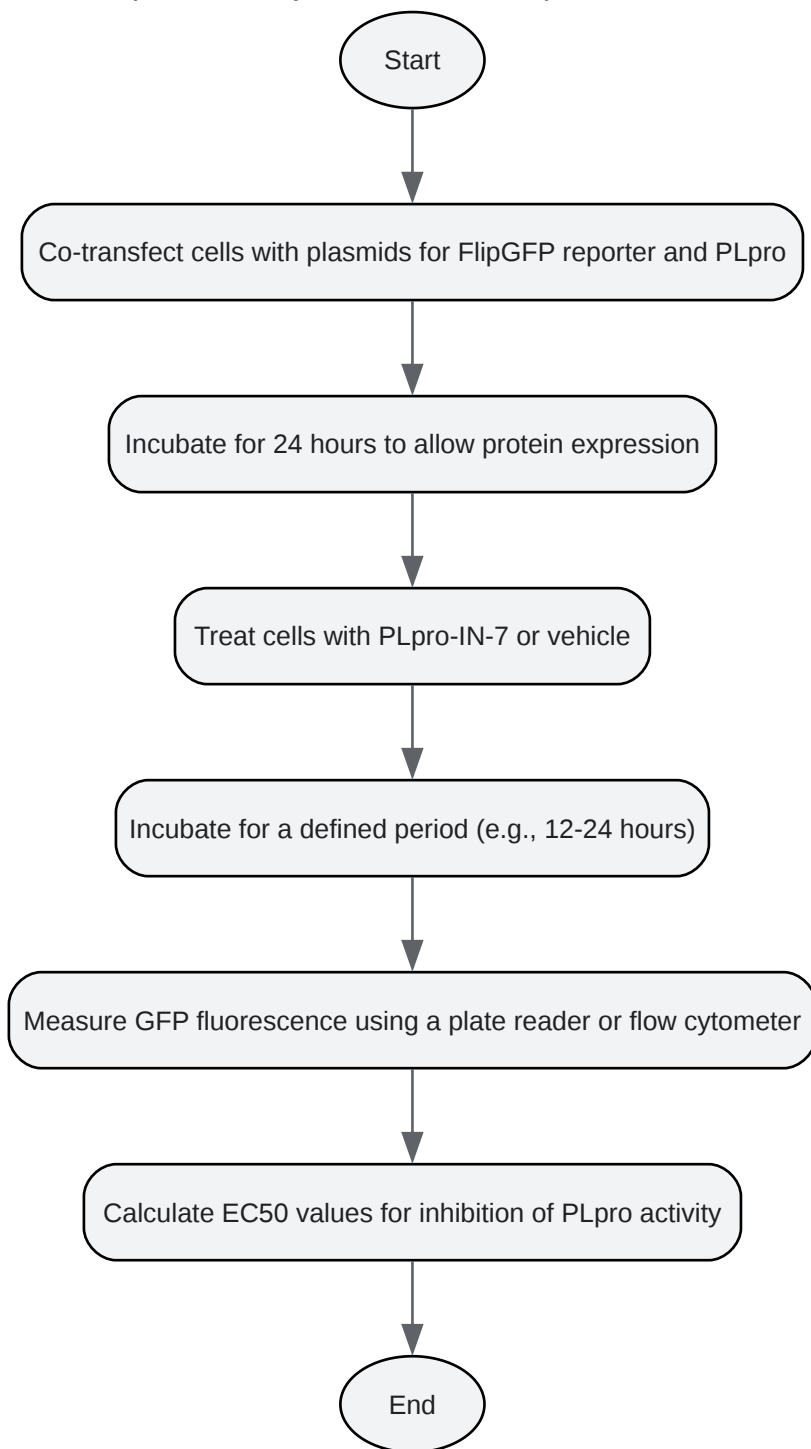 Start
Co-transfect cells with plasmids for FlipGFP reporter and PLpro
Incubate for 24 hours to allow protein expression
Treat cells with PLpro-IN-7 or vehicle
Incubate for a defined period (e.g., 12-24 hours)
Measure GFP fluorescence using a plate reader or flow cytometer
Calculate EC50 values for inhibition of PLpro activity
End